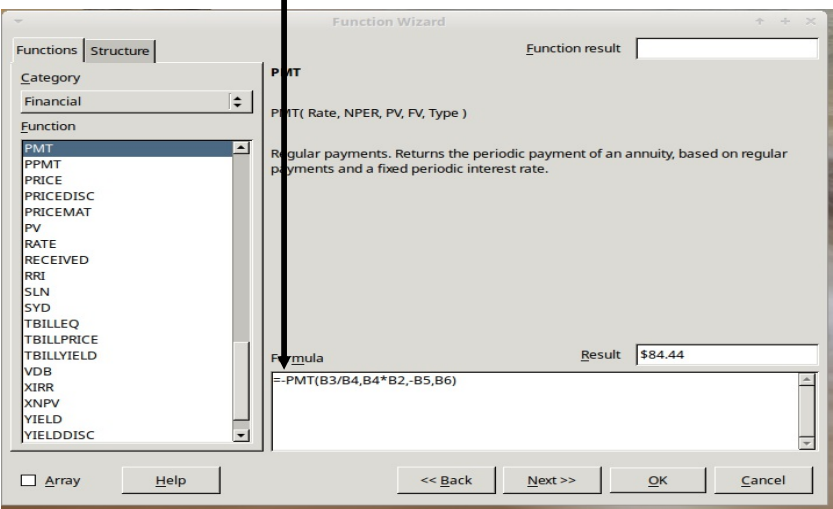 Function Wizard
Functions Structure
Function result
Category
Financial
Function
PMT
PPMT
PRICE
PRICEDISC
PRICEMAT
PV
RATE
RECEIVED
RRI
SLN
SYD
TBILLEQ
TBILLPRICE
TBILLYIELD
VDB
XIRR
XNPV
YIELD
YIELDDISC
PMT
PMT( Rate, NPER, PV, FV, Type )
Regular payments. Returns the periodic payment of an annuity, based on regular
payments and a fixed periodic interest rate.
Formula
Result $84.44
=-PMT(B3/B4,B4*B2,-B5,B6)
Array Help << Back Next >> OK Cancel